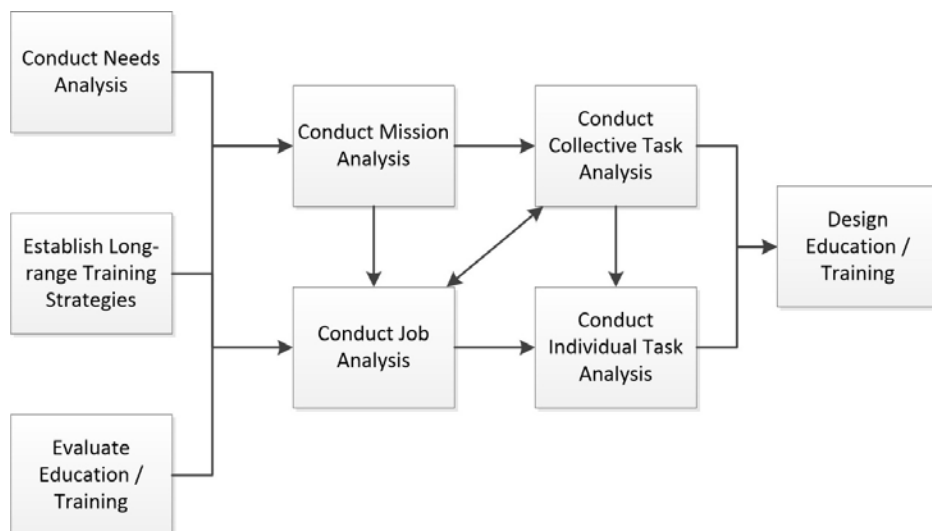 Conduct Needs
Analysis
Establish Long-
range Training
Strategies
Evaluate
Education /
Training
Conduct Mission
Analysis
Conduct Job
Analysis
Conduct
Collective Task
Analysis
Conduct
Individual Task
Analysis
Design
Education /
Training